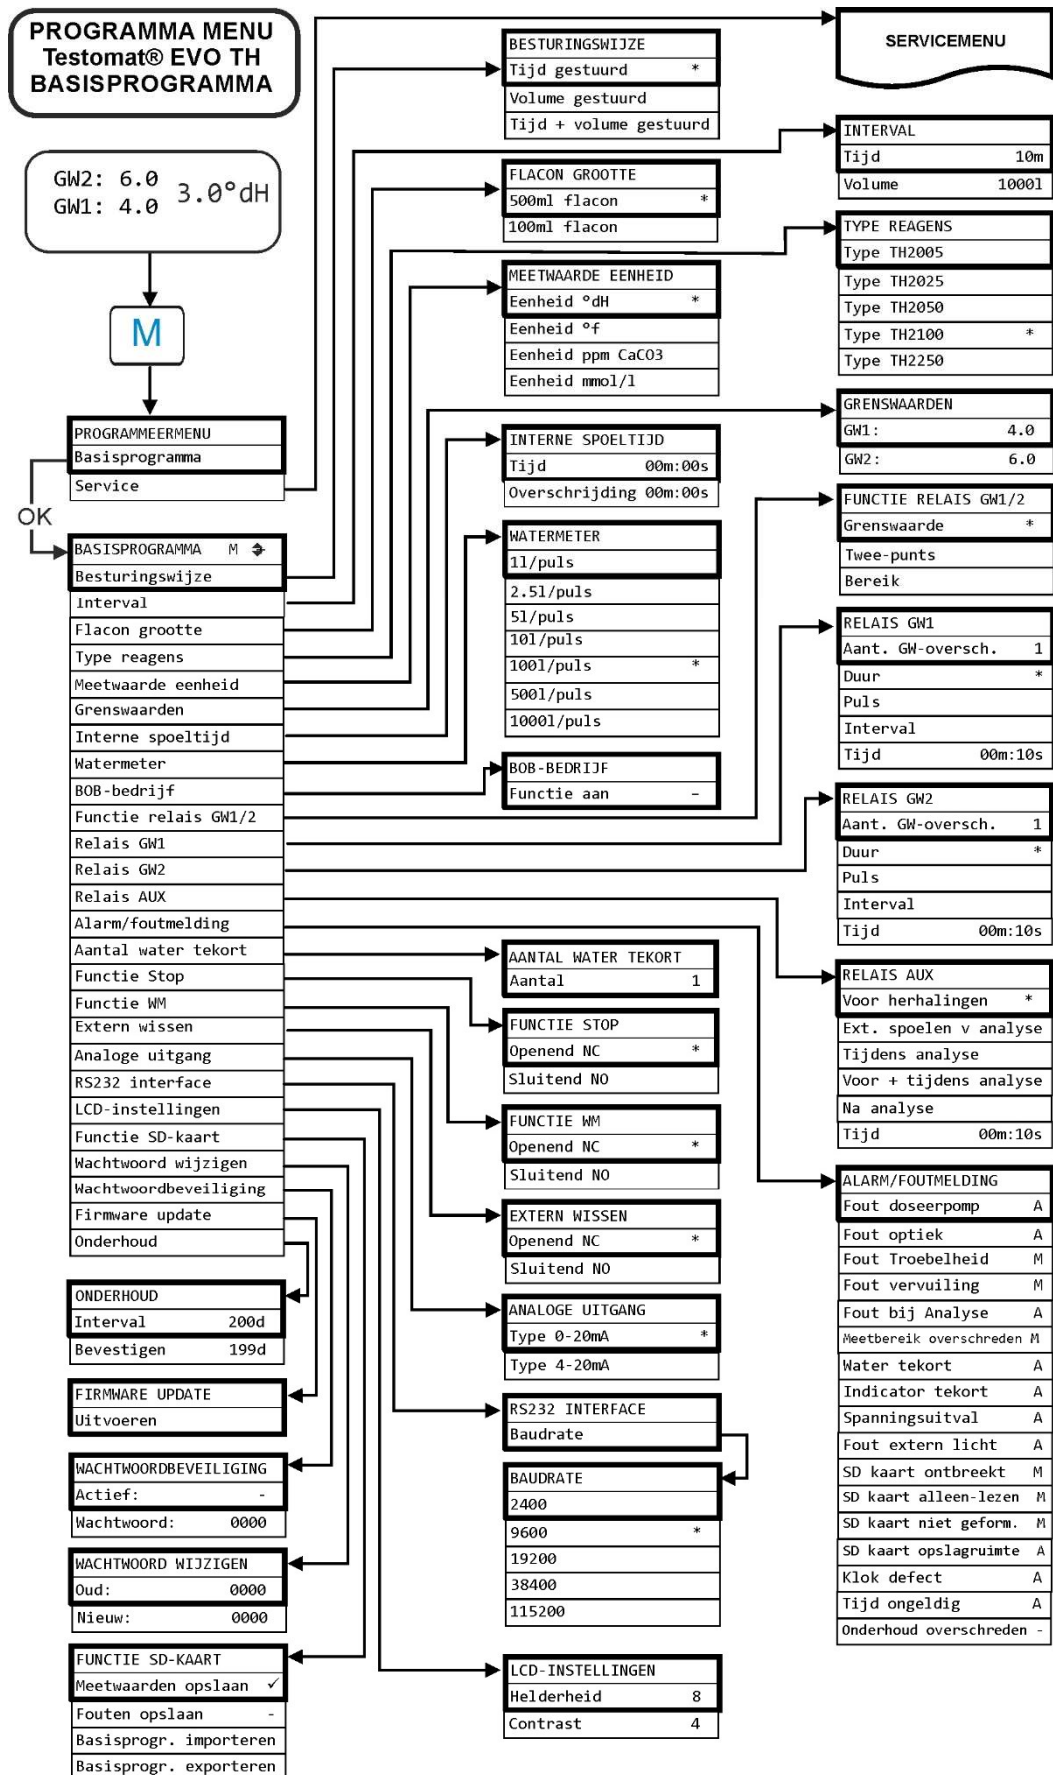 PROGRAMMA MENU
Testomat® EVO TH
BASISPROGRAMMA
GW2: 6.0
GW1: 4.0
3.0°dH
M
PROGRAMMEERMENU
Basisprogramma
Service
OK
BASISPROGRAMMA M
Besturingswijze
Interval
Flacon grootte
Type reagens
Meetwaarde eenheid
Grenswaarden
Interne spoeltijd
Watermeter
BOB-bedrijf
Functie relais GW1/2
Relais GW1
Relais GW2
Relais AUX
Alarm/foutmelding
Aantal water tekort
Functie Stop
Functie WM
Extern wissen
Analoge uitgang
RS232 interface
LCD-instellingen
Functie SD-kaart
Wachtwoord wijzigen
Wachtwoordbeveiliging
Firmware update
Onderhoud
ONDERHOUD
Interval 200d
Bevestigen 199d
FIRMWARE UPDATE
Uitvoeren
WACHTWOORDBEVEILIGING
Actief: -
Wachtwoord: 0000
WACHTWOORD WIJZIGEN
Oud: 0000
Nieuw: 0000
FUNCTIE SD-KAART
Meetwaarden opslaan ✓
Fouten opslaan -
Basisprogr. importeren
Basisprogr. exporteren
BESTURINGSWIJZE
Tijd gestuurd *
Volume gestuurd
Tijd + volume gestuurd
FLACON GROOTTE
500ml flacon *
100ml flacon
MEETWAARDE EENHEID
Eenheid °dH *
Eenheid °f
Eenheid ppm CaCO3
Eenheid mmol/l
INTERNE SPOELTIJD
Tijd 00m:00s
Overschrijding 00m:00s
WATERMETER
1l/puls
2.5l/puls
5l/puls
10l/puls
100l/puls *
500l/puls
1000l/puls
BOB-BEDRIJF
Functie aan -
AANTAL WATER TEKORT
Aantal 1
FUNCTIE STOP
Openend NC *
Sluitend NO
FUNCTIE WM
Openend NC *
Sluitend NO
EXTERN WISSEN
Openend NC *
Sluitend NO
ANALOGE UITGANG
Type 0-20mA *
Type 4-20mA
RS232 INTERFACE
Baudrate
BAUDRATE
2400
9600 *
19200
38400
115200
LCD-INSTELLINGEN
Helderheid 8
Contrast 4
SERVICEMENU
INTERVAL
Tijd 10m
Volume 1000l
TYPE REAGENS
Type TH2005
Type TH2025
Type TH2050
Type TH2100 *
Type TH2250
GRENSWAARDEN
GW1: 4.0
GW2: 6.0
FUNCTIE RELAIS GW1/2
Grenswaarde *
Twee-punts
Bereik
RELAIS GW1
Aant. GW-oversch. 1
Duur *
Puls
Interval
Tijd 00m:10s
RELAIS GW2
Aant. GW-oversch. 1
Duur *
Puls
Interval
Tijd 00m:10s
RELAIS AUX
Voor herhalingen *
Ext. spoelen v analyse
Tijdens analyse
Voor + tijdens analyse
Na analyse
Tijd 00m:10s
ALARM/FOUTMELDING
Fout doseerpomp A
Fout optiek A
Fout Troebelheid M
Fout vervuiling M
Fout bij Analyse A
Meetbereik overschreden M
Water tekort A
Indicator tekort A
Spanningsuitval A
Fout extern licht A
SD kaart ontbreekt M
SD kaart alleen-lezen M
SD kaart niet geform. M
SD kaart opslagruimte A
Klok defect A
Tijd ongeldig A
Onderhoud overschreden -